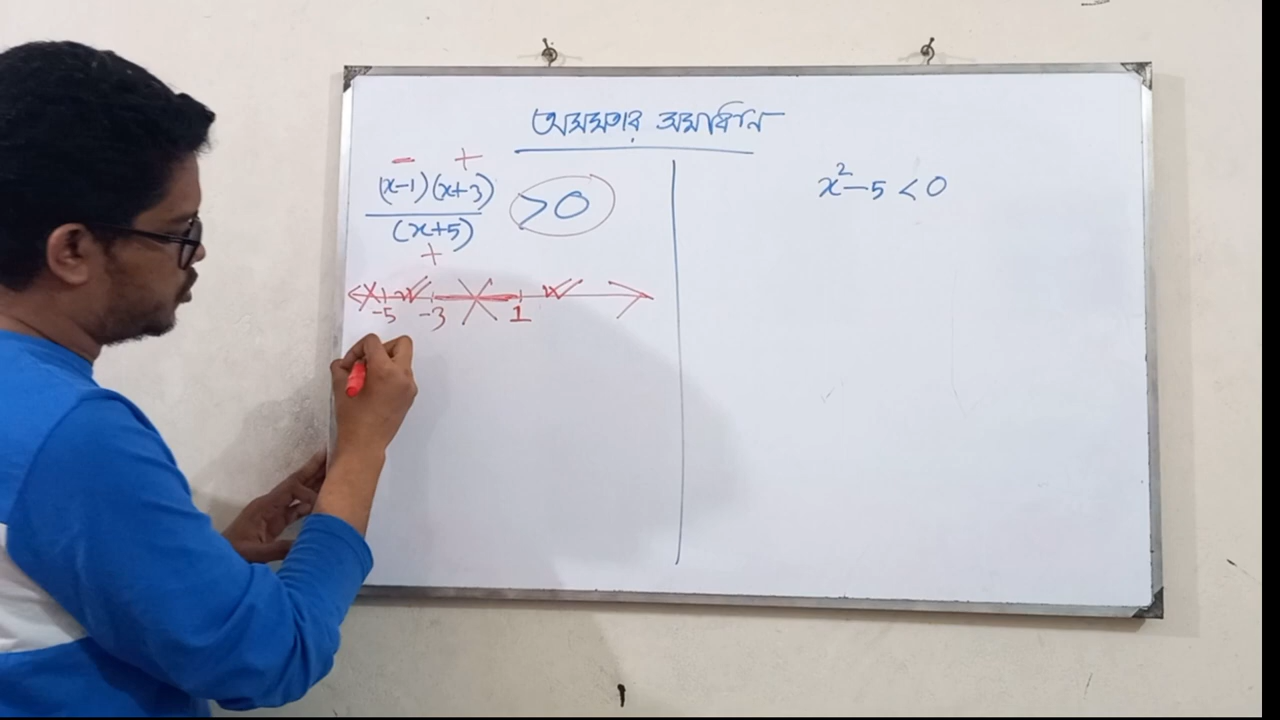 অসমতার সমাধান
− +
(x-1)(x+3)
(x+5)
> 0
+
-5 -3 1
x²-5 < 0